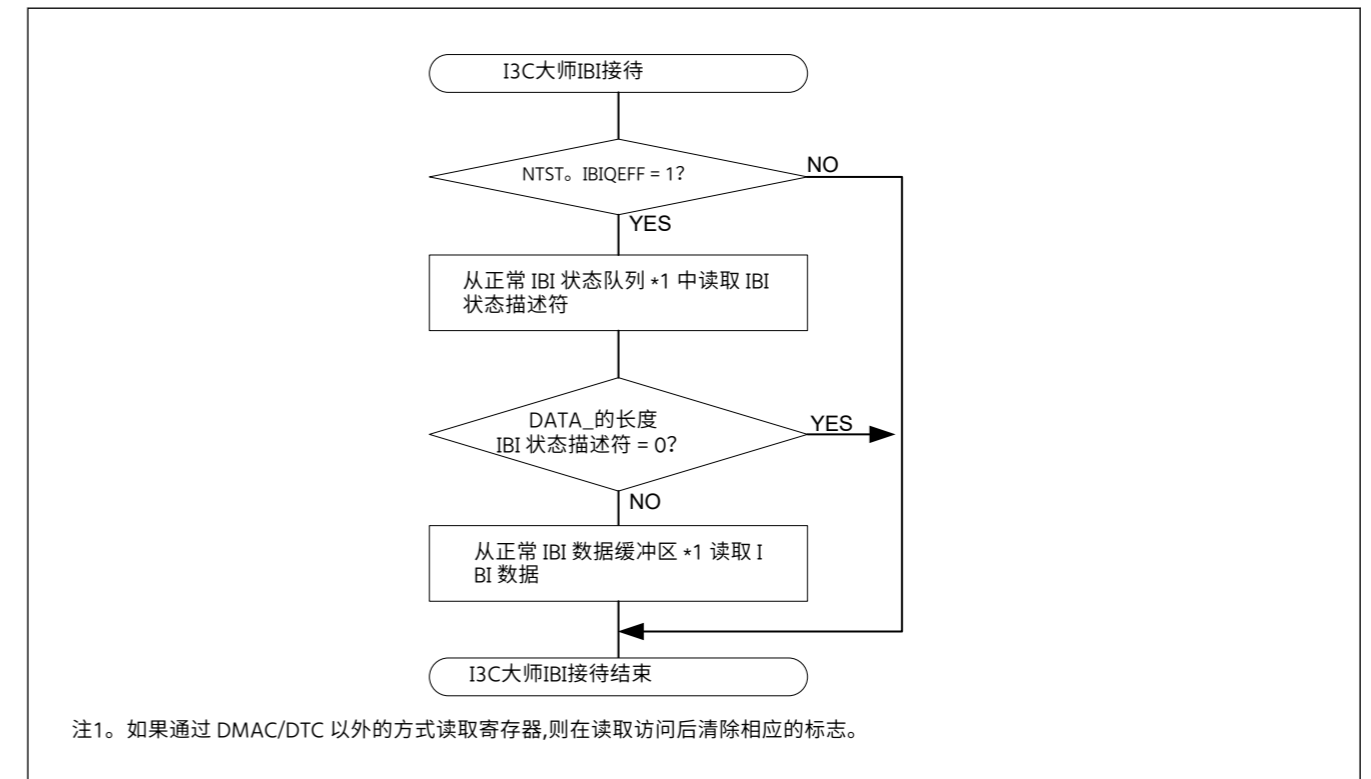 I3C大师IBI接待
NTST。IBIQEFF = 1?
NO
YES
从正常 IBI 状态队列 *1 中读取 IBI
状态描述符
DATA_的长度
IBI 状态描述符 = 0?
YES
NO
从正常 IBI 数据缓冲区 *1 读取 I
BI 数据
I3C大师IBI接待结束
注1。如果通过 DMAC/DTC 以外的方式读取寄存器,则在读取访问后清除相应的标志。